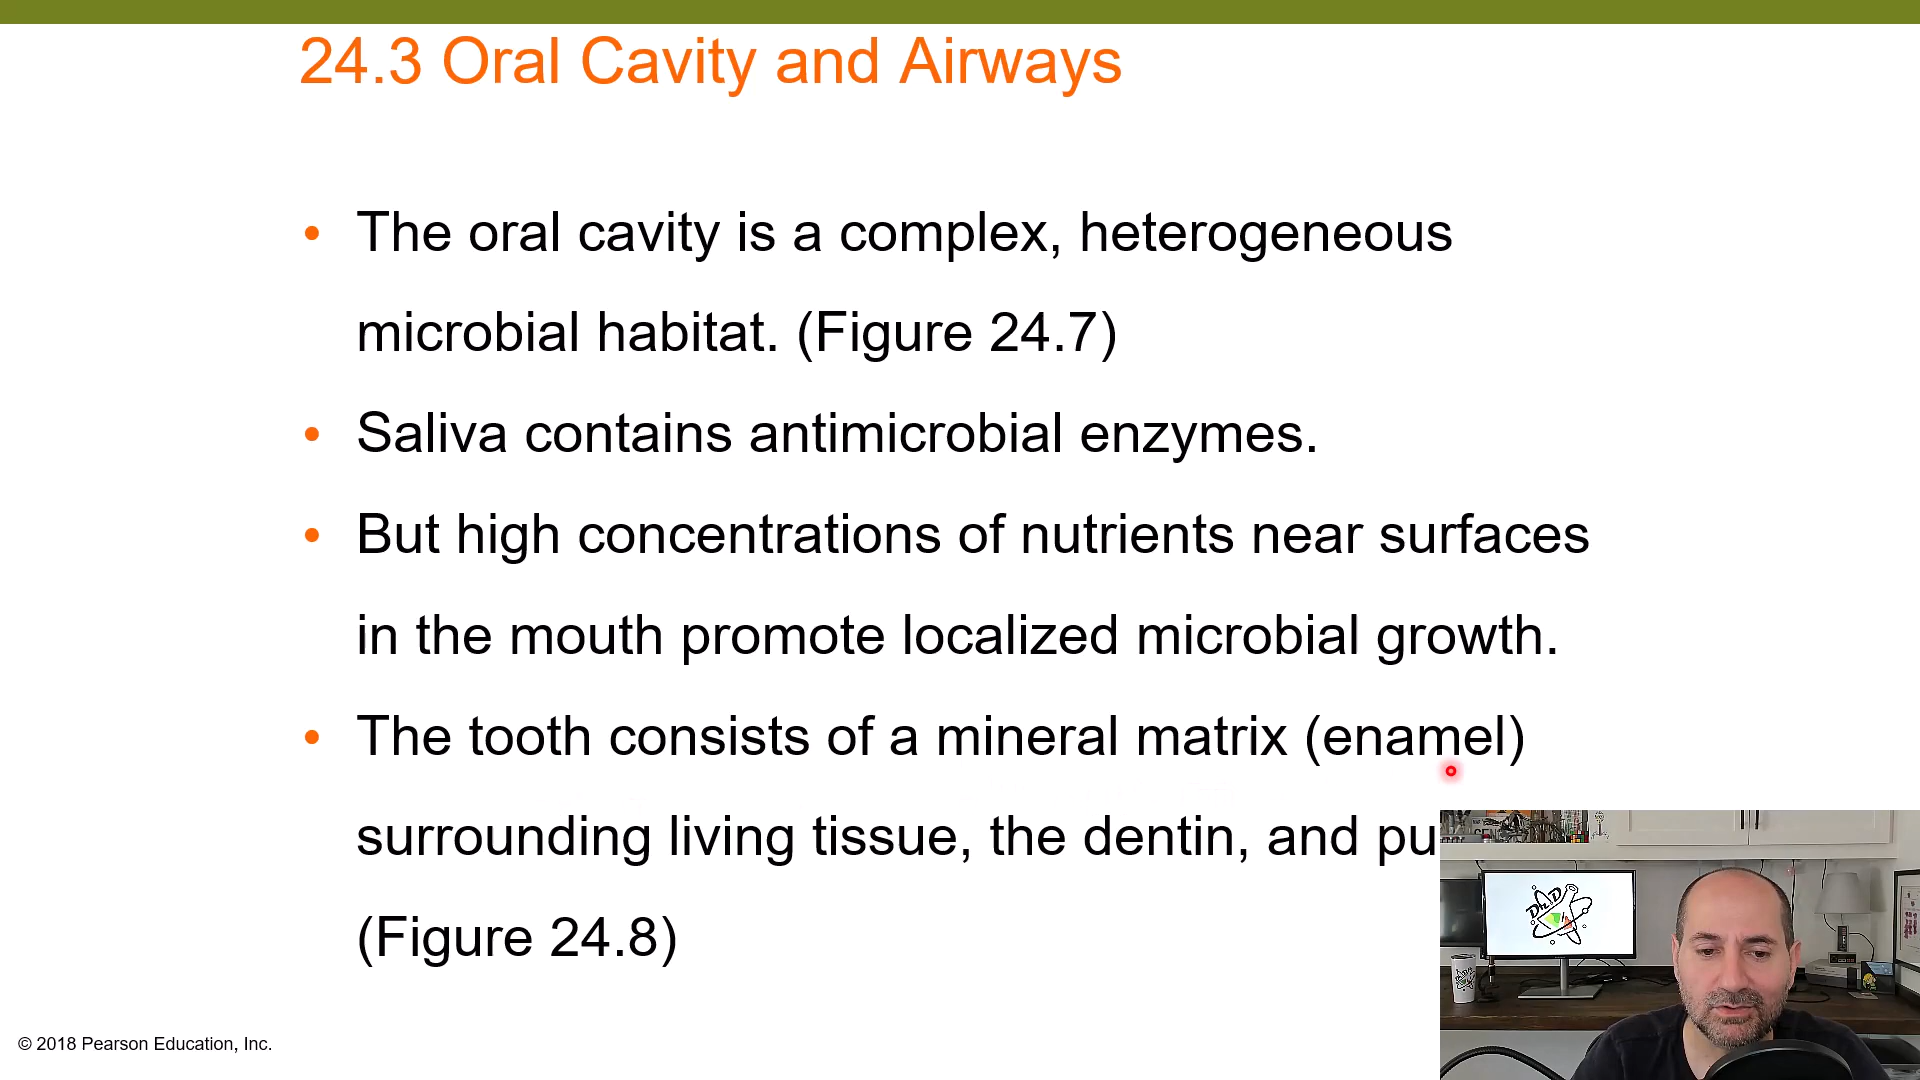 24.3 Oral Cavity and Airways
• The oral cavity is a complex, heterogeneous
microbial habitat. (Figure 24.7)
• Saliva contains antimicrobial enzymes.
• But high concentrations of nutrients near surfaces
in the mouth promote localized microbial growth.
• The tooth consists of a mineral matrix (enamel)
surrounding living tissue, the dentin, and pu
(Figure 24.8)
© 2018 Pearson Education, Inc.